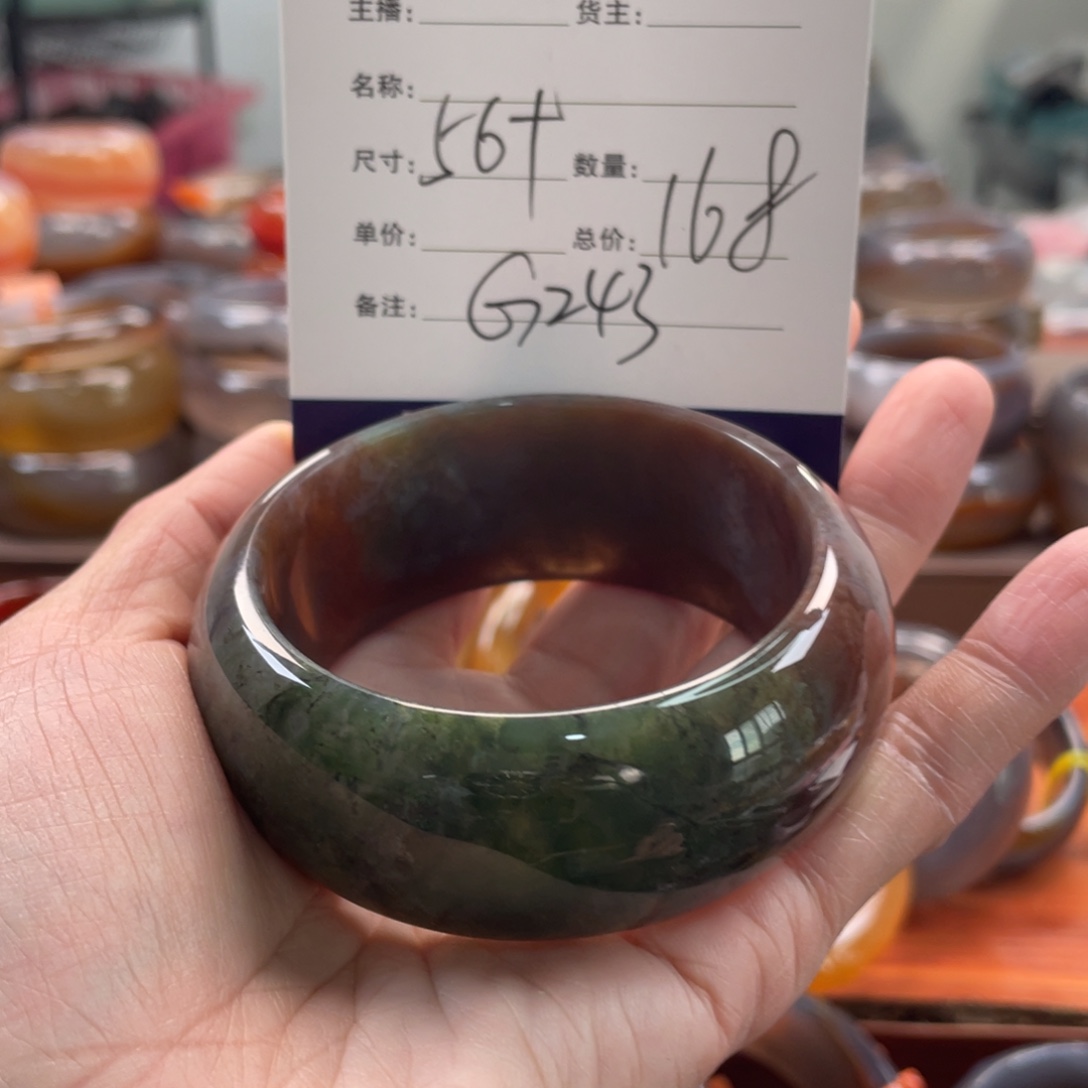 主播： 货主：
名称：
尺寸：56+ 数量：
单价： 总价：168
备注：G243